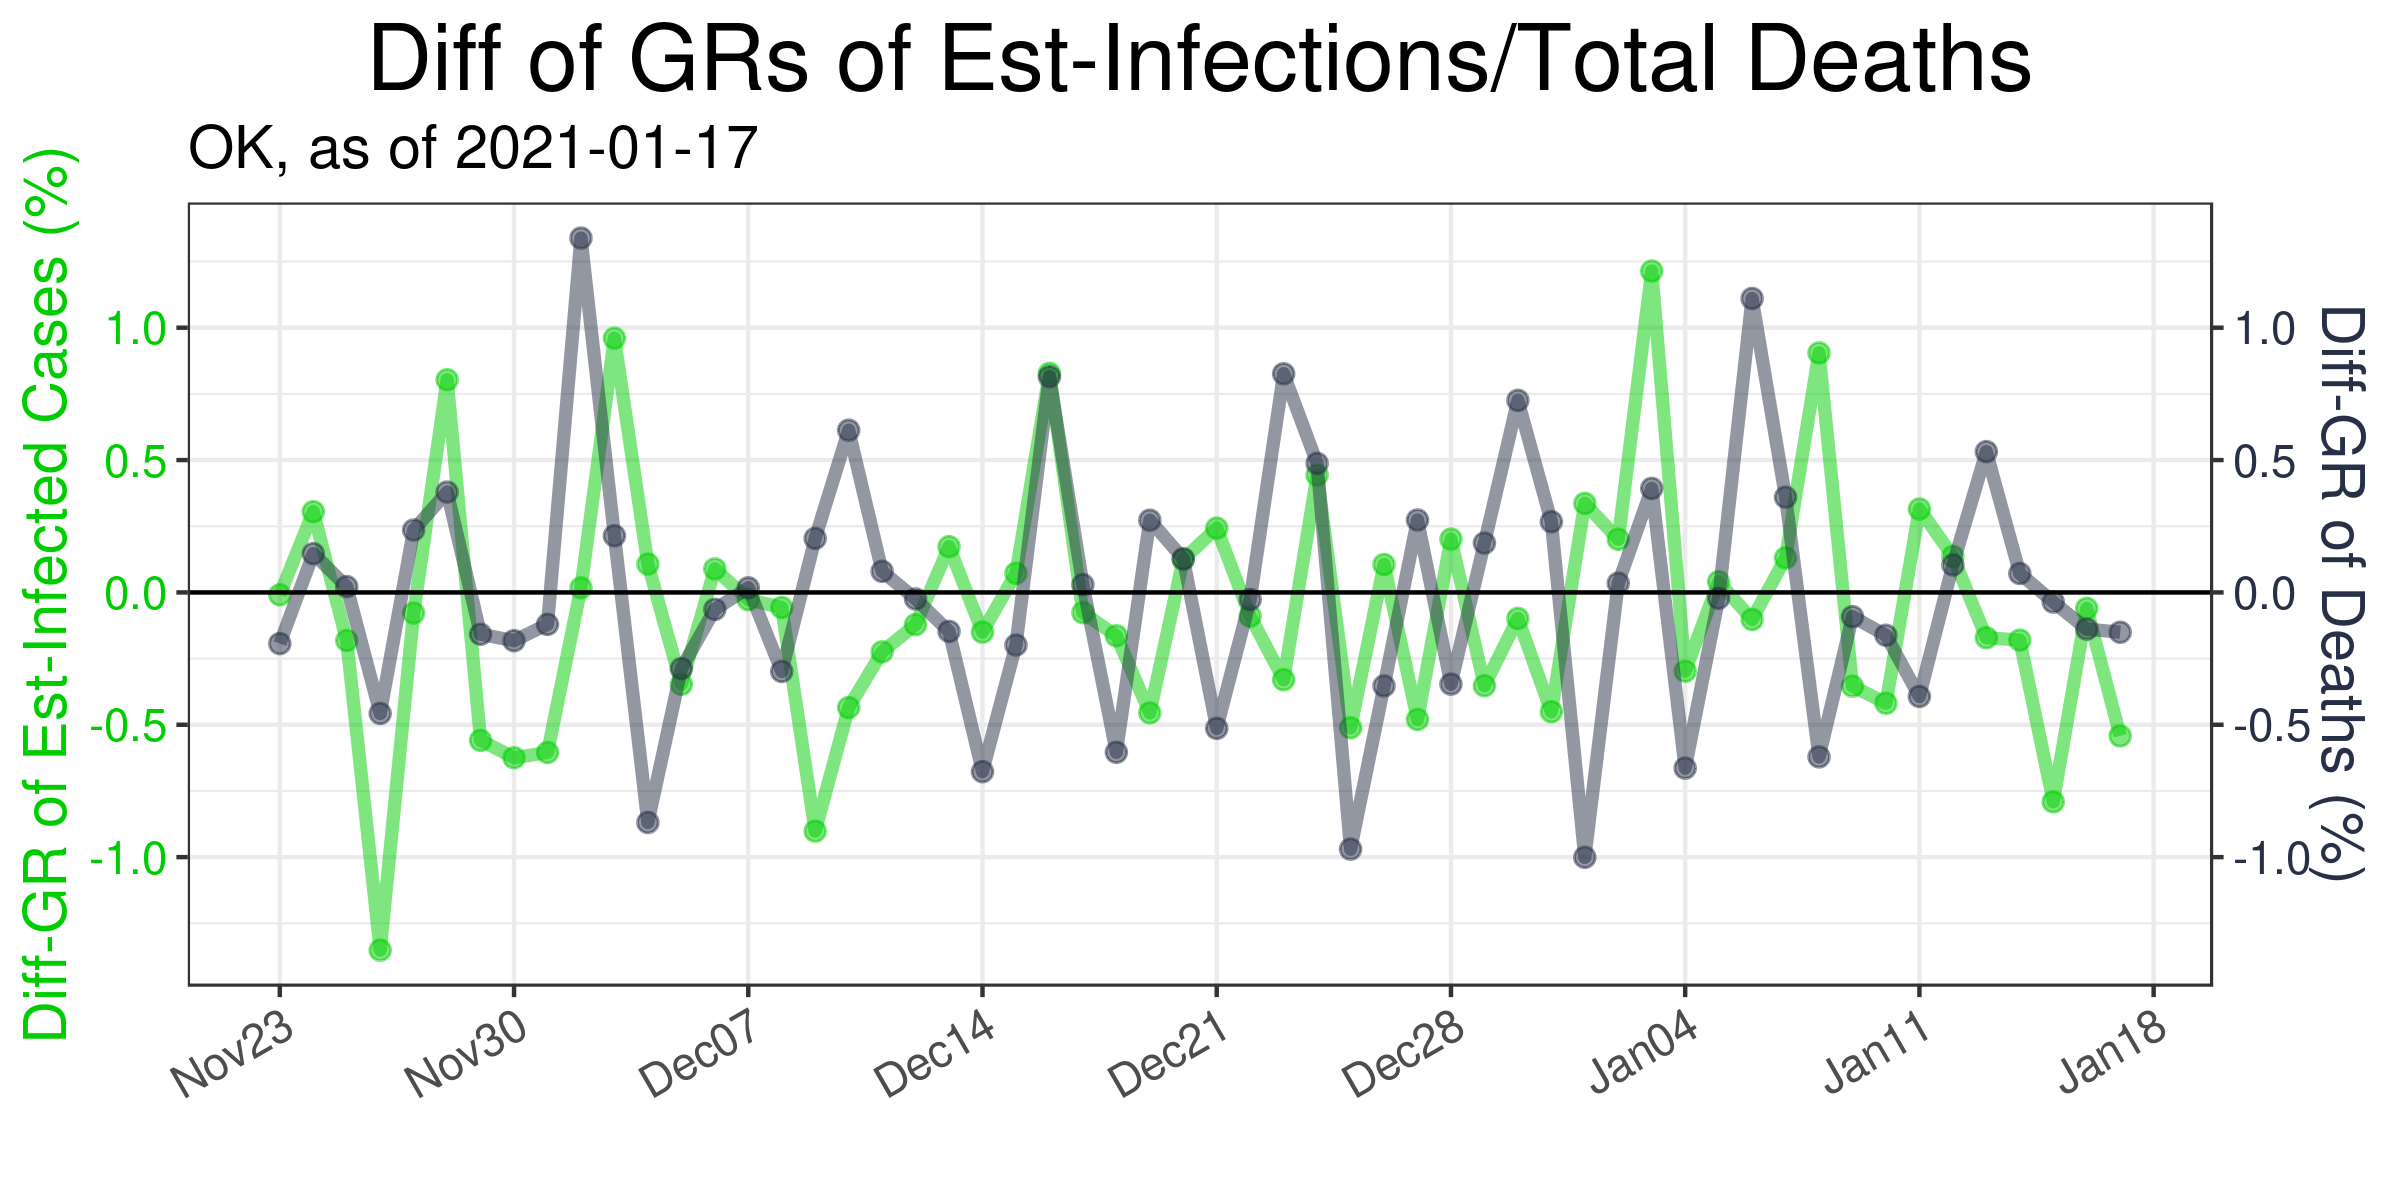 Diff of GRs of Est-Infections/Total Deaths
OK, as of 2021-01-17
Diff-GR of Est-Infected Cases (%)
1.0
0.5
0.0
-0.5
-1.0
1.0
0.5
0.0
-0.5
-1.0
Diff-GR of Deaths (%)
Nov23
Nov30
Dec07
Dec14
Dec21
Dec28
Jan04
Jan11
Jan18